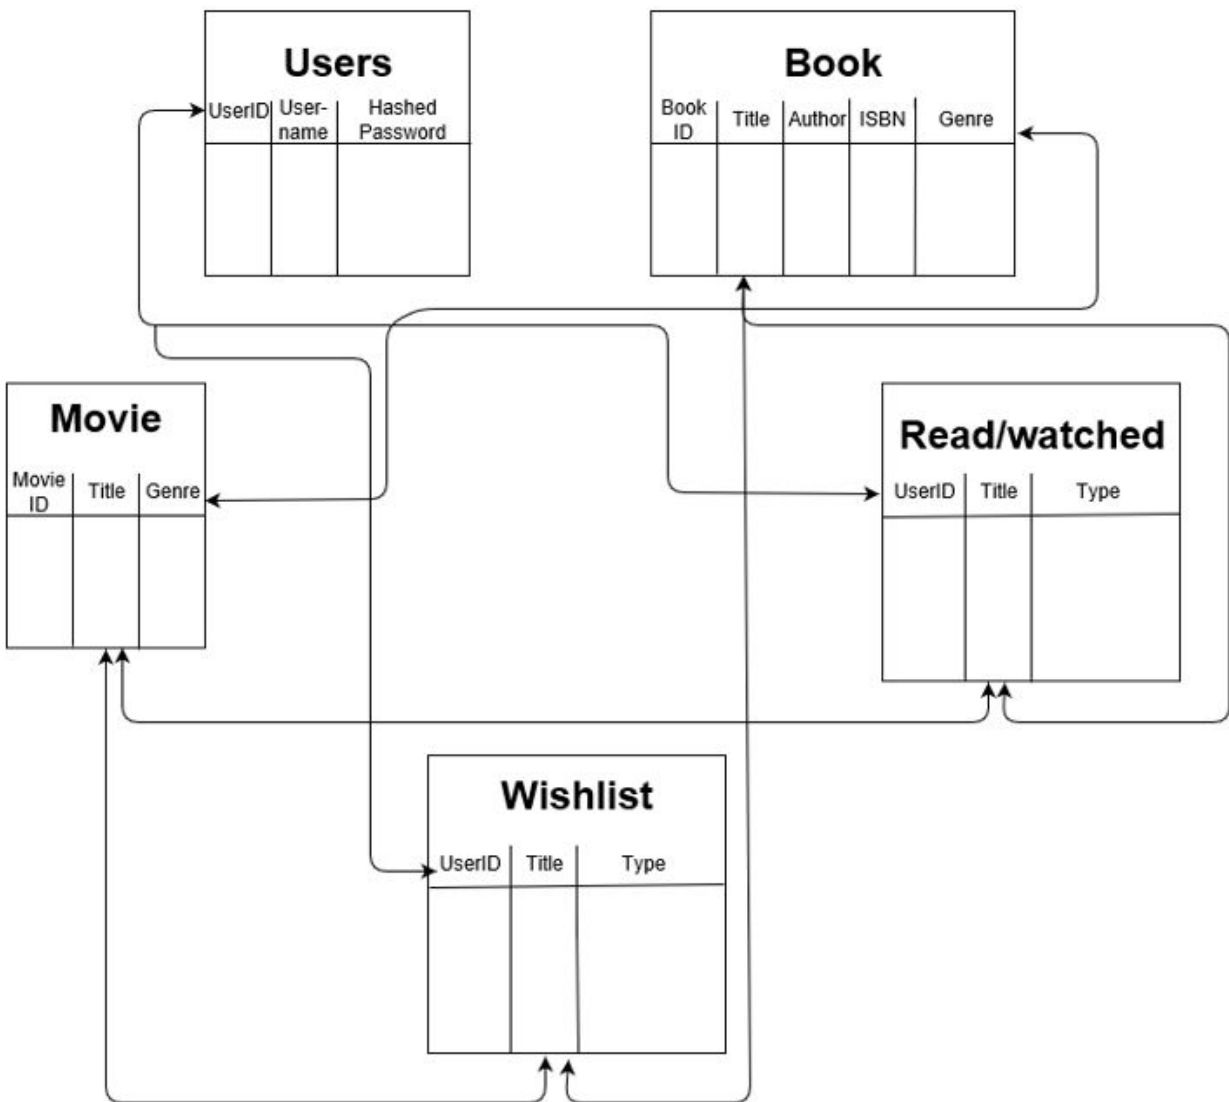 Users
UserID User-
name Hashed
Password
Book
Book
ID Title Author ISBN Genre
Movie
Movie
ID Title Genre
Read/watched
UserID Title Type
Wishlist
UserID Title Type